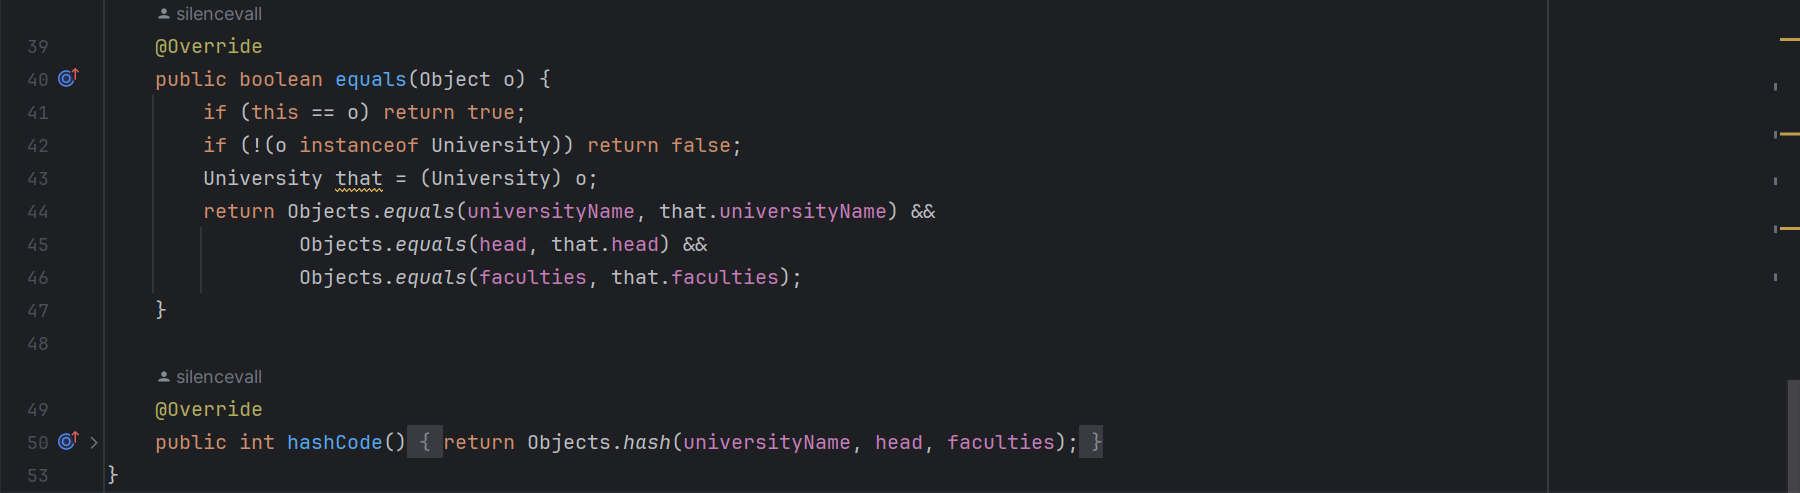 silencevall
39 @Override
40 public boolean equals(Object o) {
41 if (this == o) return true;
42 if (!(o instanceof University)) return false;
43 University that = (University) o;
44 return Objects.equals(universityName, that.universityName) &&
45 Objects.equals(head, that.head) &&
46 Objects.equals(faculties, that.faculties);
47 }
48
silencevall
49 @Override
50 public int hashCode() { return Objects.hash(universityName, head, faculties); }
53 }